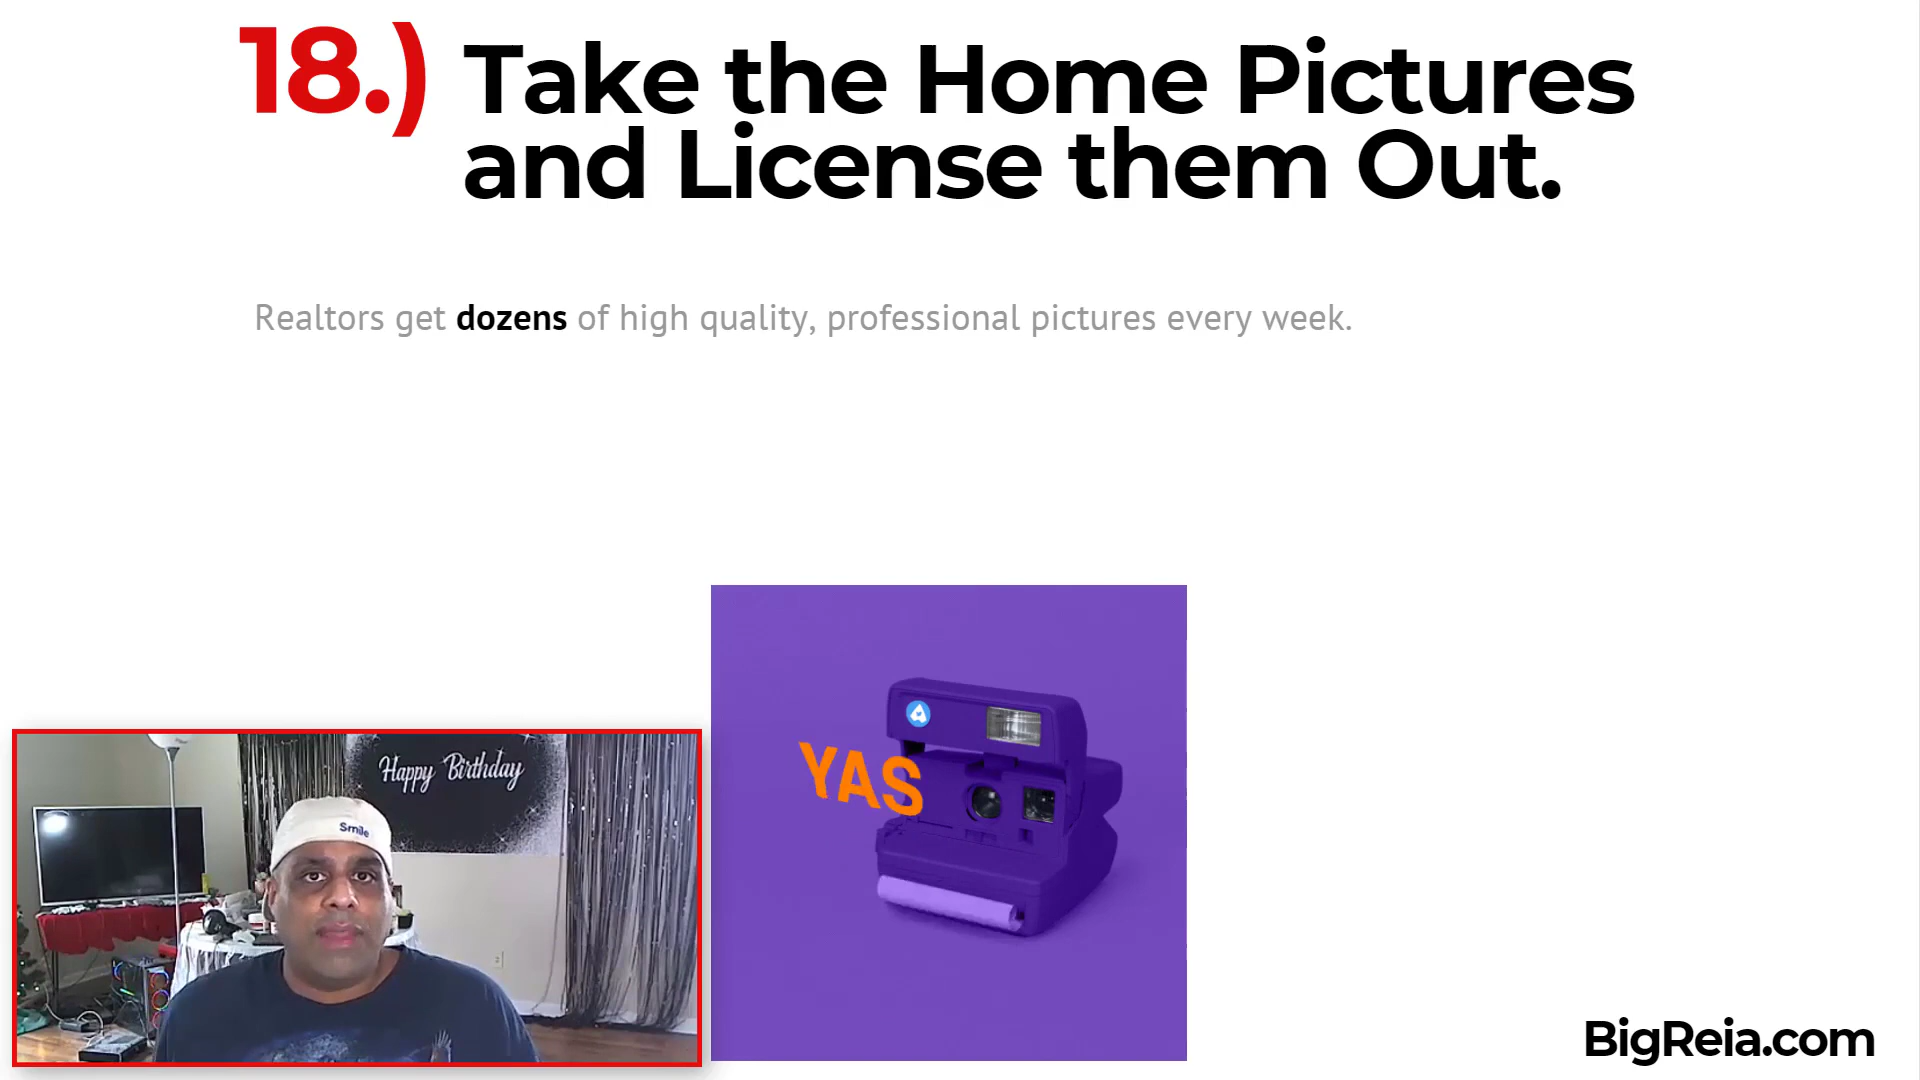 18.) Take the Home Pictures
and License them Out.
Realtors get dozens of high quality, professional pictures every week.
YAS
Happy Birthday
Smile
BigReia.com